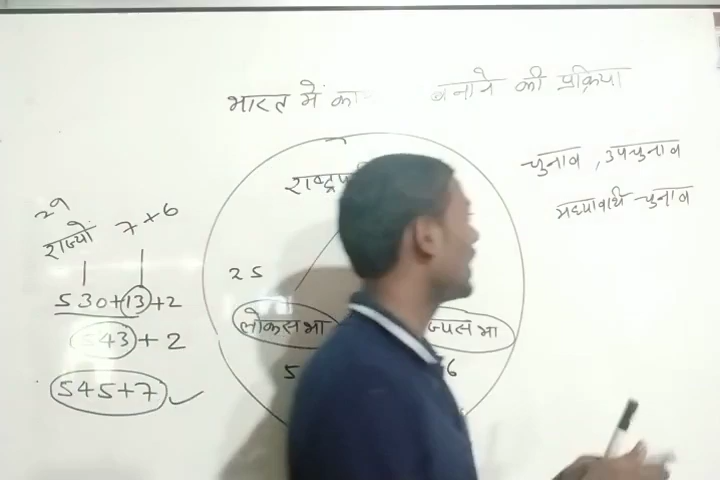 भारत में का बनाने की प्रक्रिया
चुनाव , उपचुनाव
मध्यावधि चुनाव
राष्ट्रप
29
राज्यों 7+6
25
530+13+2
लोकसभा ज्यसभा
543+2
5 6
545+7 ✓